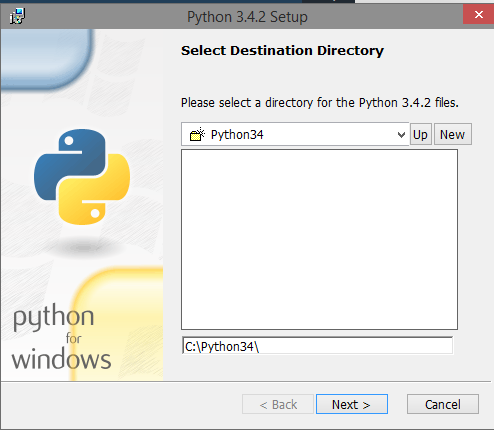 Python 3.4.2 Setup
Select Destination Directory
Please select a directory for the Python 3.4.2 files.
Python34
Up
New
C:\Python34\
python
for
windows
< Back
Next >
Cancel